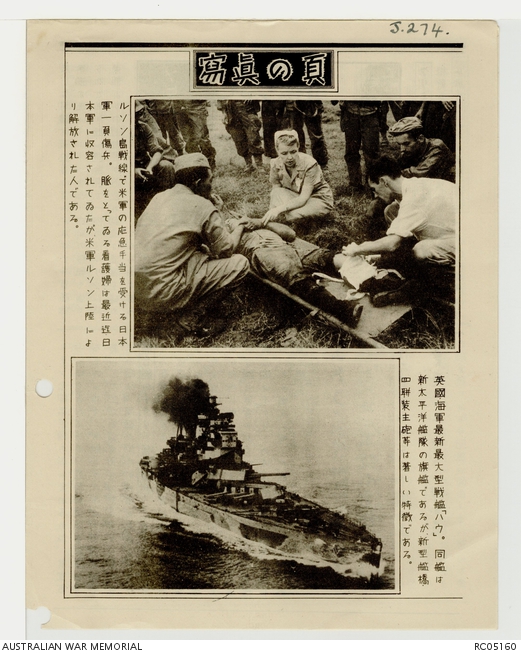 J.274.
頁の眞寫
ルソン島戰線で米軍の応急手当を受ける日本
軍一負傷兵。脈をとってゐる看護婦は最近迄日
本軍に収容されてゐたが米軍ルソン上陸によ
り解放された人である。
英國海軍最新最大型戰艦「ハウ」。同艦は
新太平洋艦隊の旗艦であるが新型艦橋
四聯装主砲等は著しい特徴である。
AUSTRALIAN WAR MEMORIAL
RC05160